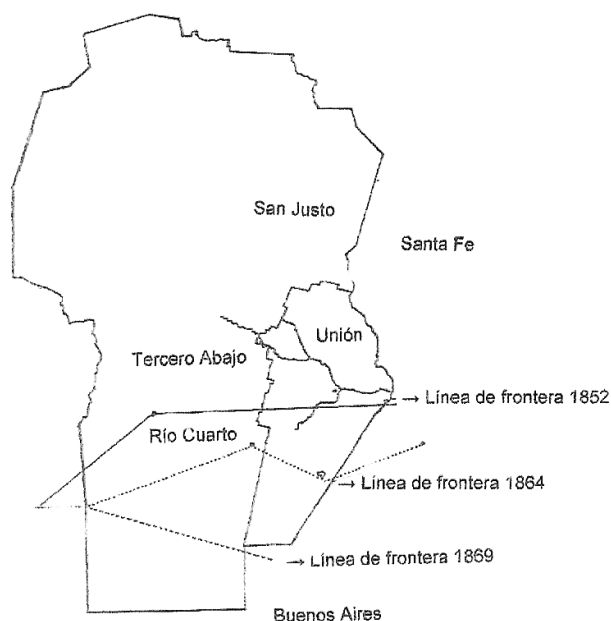 San Justo
Santa Fe
Unión
Tercero Abajo
→ Línea de frontera 1852
Río Cuarto
→ Línea de frontera 1864
→ Línea de frontera 1869
Buenos Aires